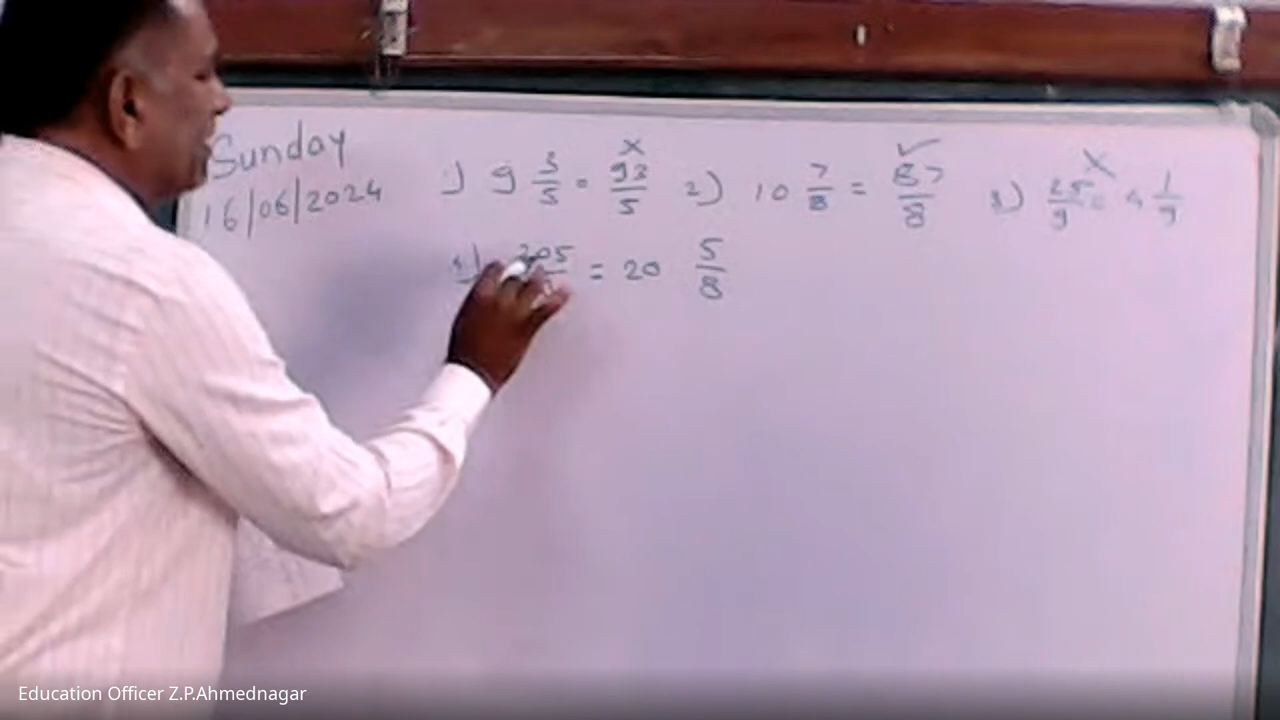 Sunday
16/06/2024
1) 9 3/5 = 93/5 ✗ 2) 10 7/8 = 87/8 ✓ 3) 25/9 = 4 1/9 ✗
205 = 20 5/8
Education Officer Z.P.Ahmednagar